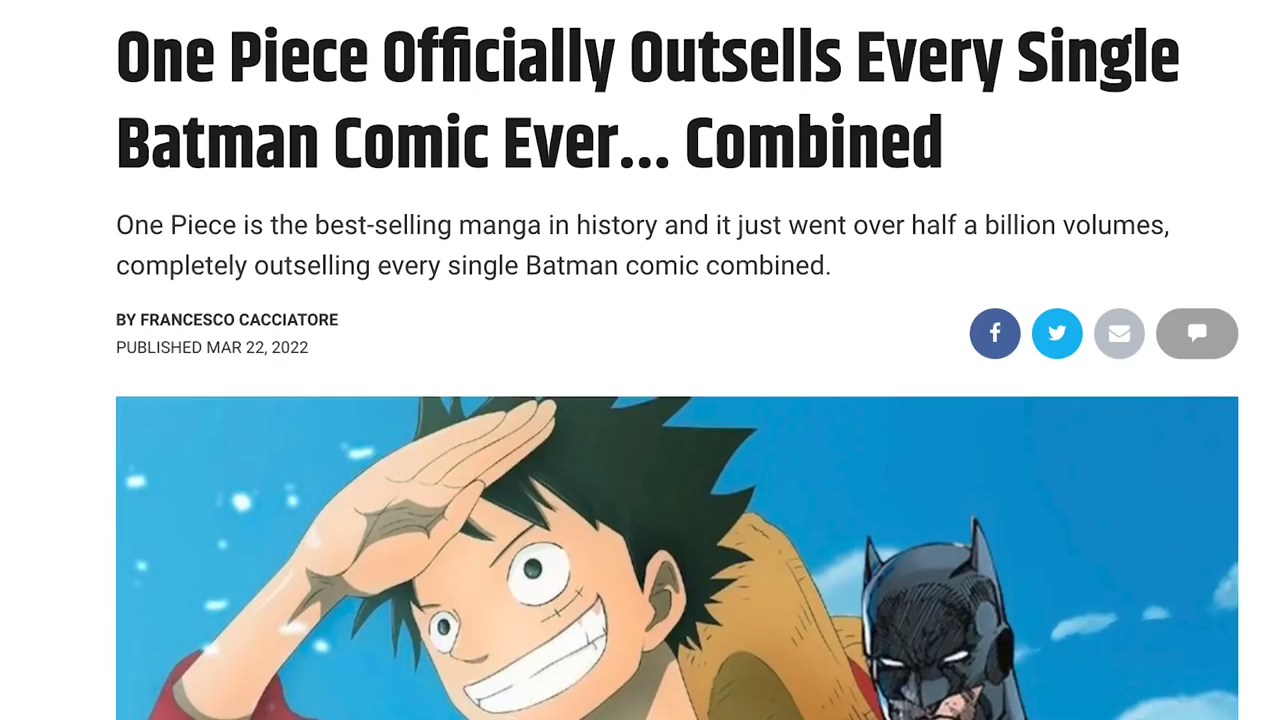 One Piece Officially Outsells Every Single
Batman Comic Ever... Combined
One Piece is the best-selling manga in history and it just went over half a billion volumes,
completely outselling every single Batman comic combined.
BY FRANCESCO CACCIATORE
PUBLISHED MAR 22, 2022